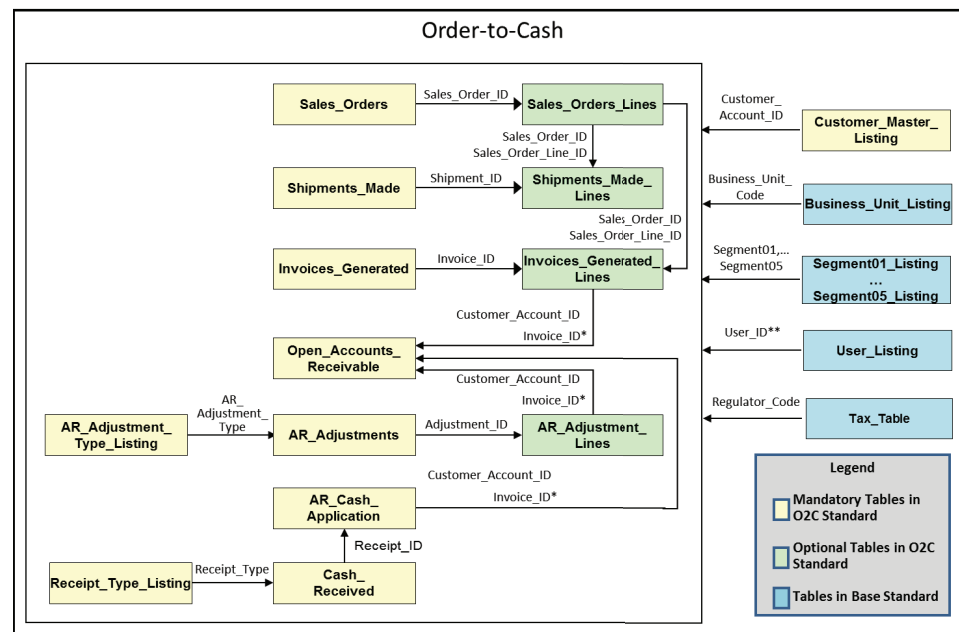 Order-to-Cash
Sales_Orders
Sales_Order_ID
Sales_Orders_Lines
Customer_
Account_ID
Customer_Master_
Listing
Sales_Order_ID
Sales_Order_Line_ID
Shipments_Made
Shipment_ID
Shipments_Made_
Lines
Business_Unit_
Code
Business_Unit_Listing
Sales_Order_ID
Sales_Order_Line_ID
Invoices_Generated
Invoice_ID
Invoices_Generated_
Lines
Segment01,...
Segment05
Segment01_Listing
...
Segment05_Listing
Customer_Account_ID
Invoice_ID*
Open_Accounts_
Receivable
User_ID**
User_Listing
Customer_Account_ID
Invoice_ID*
AR_Adjustment_
Type_Listing
AR_
Adjustment_
Type
AR_Adjustments
Adjustment_ID
AR_Adjustment_
Lines
Regulator_Code
Tax_Table
Customer_Account_ID
Invoice_ID*
AR_Cash_
Application
Receipt_ID
Receipt_Type_Listing
Receipt_Type
Cash_
Received
Legend
Mandatory Tables in
O2C Standard
Optional Tables in O2C
Standard
Tables in Base Standard